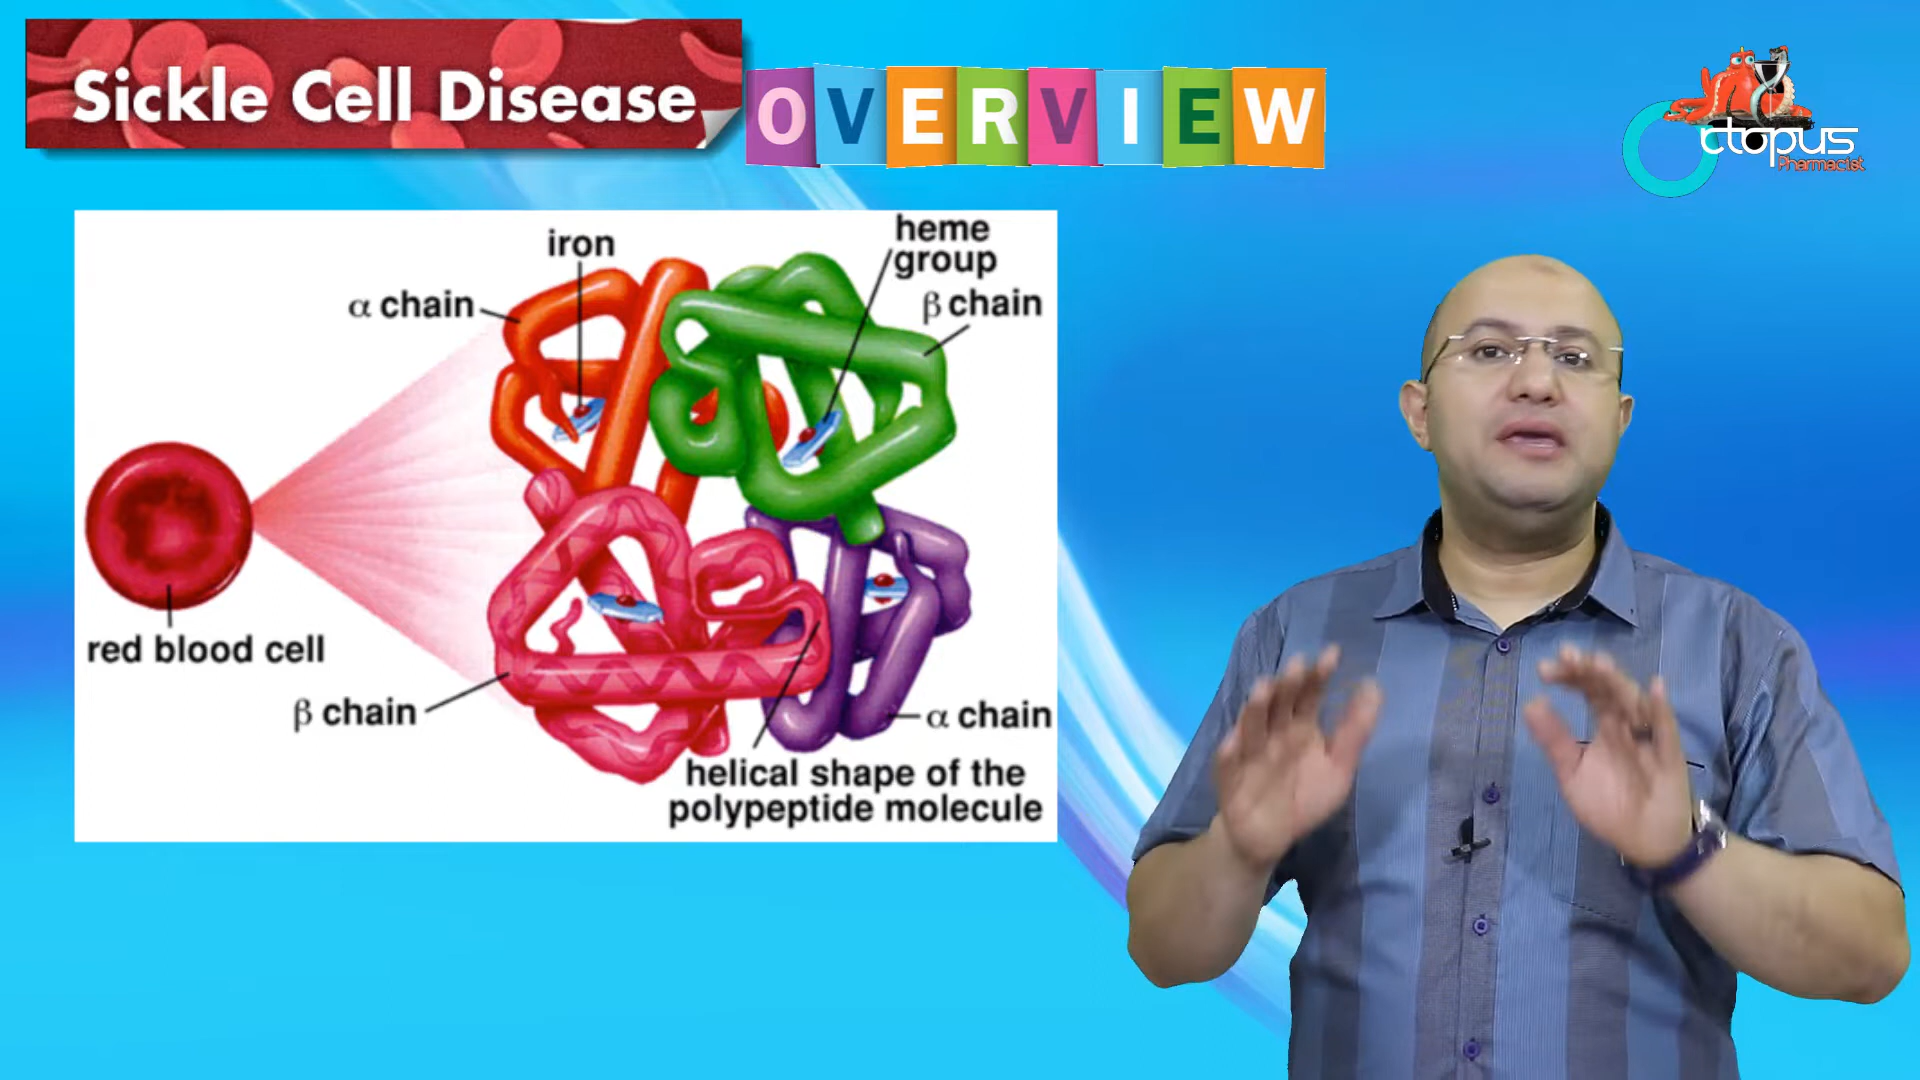 Sickle Cell Disease
OVERVIEW
ctopus
Pharmacist
iron
heme
group
α chain
β chain
red blood cell
β chain
α chain
helical shape of the
polypeptide molecule